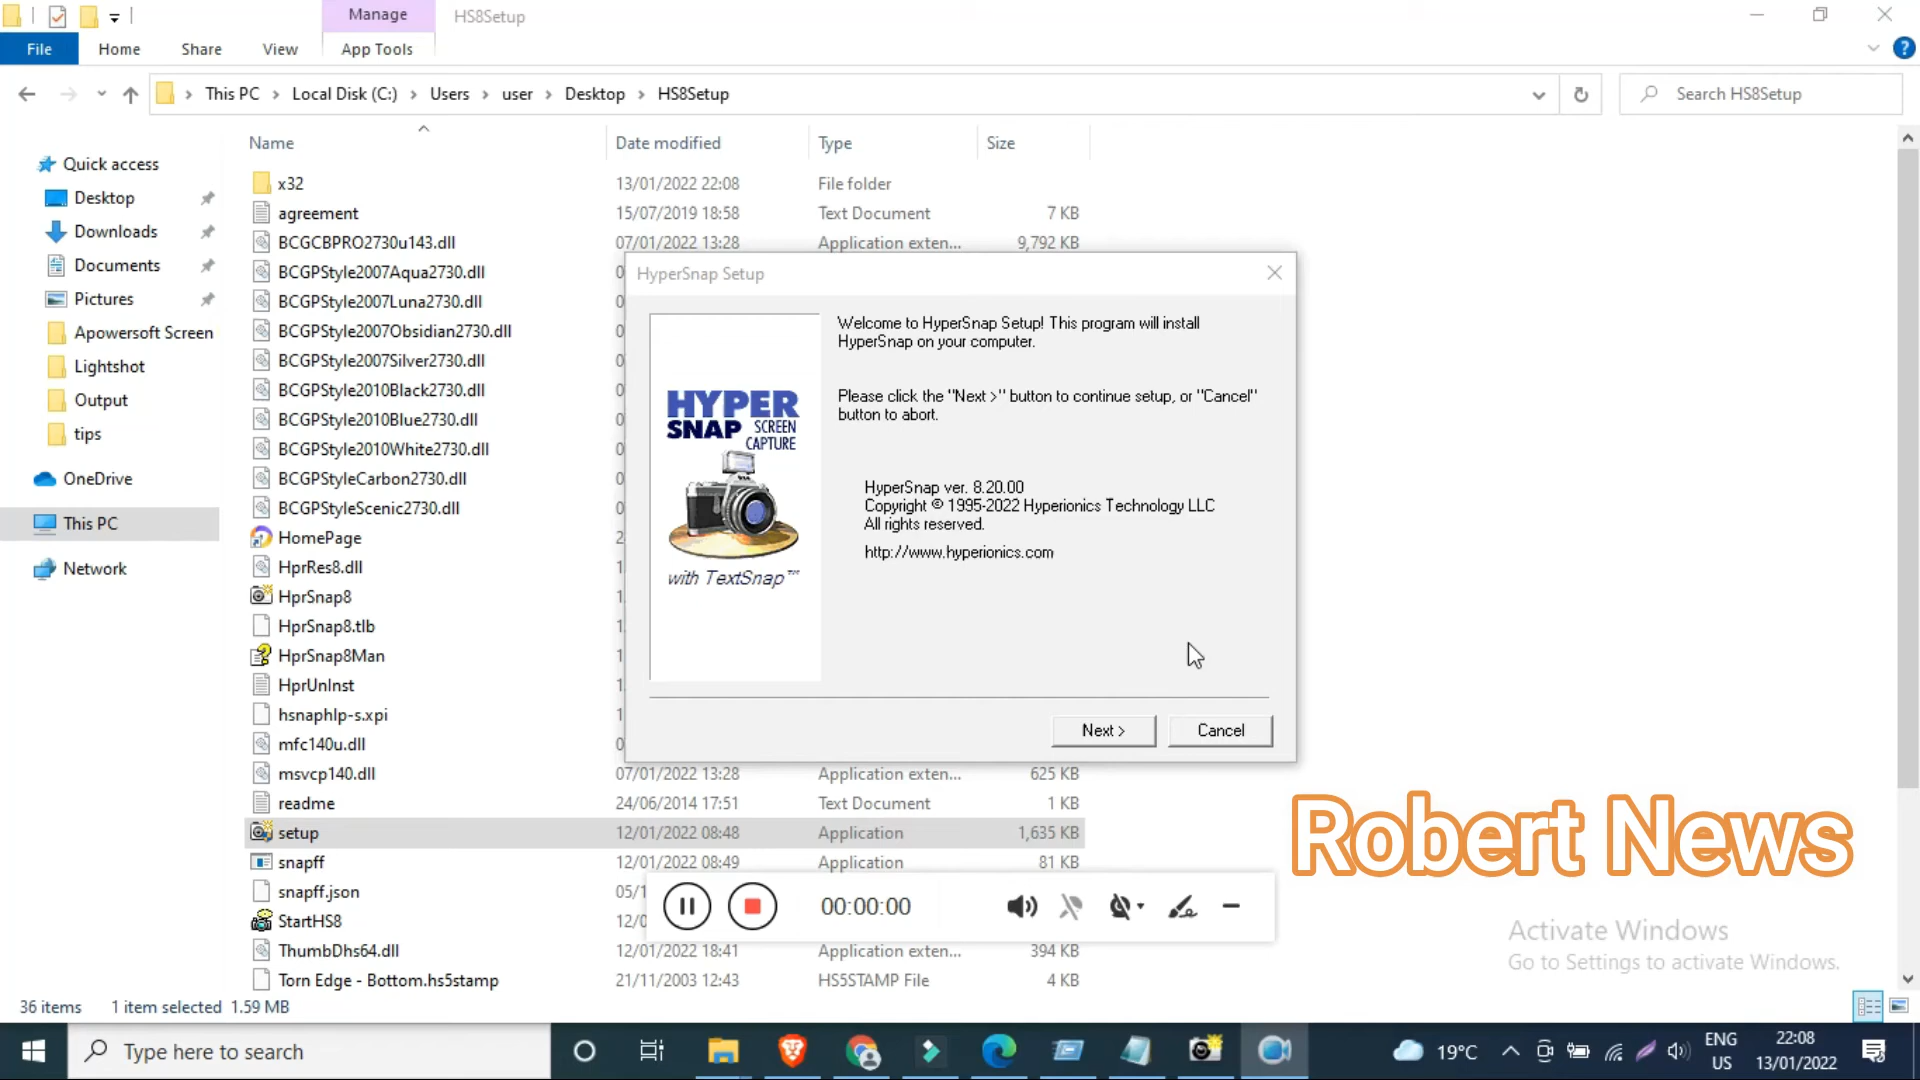 Manage
HS8Setup
File
Home
Share
View
App Tools
This PC
Local Disk (C:)
Users
user
Desktop
HS8Setup
Search HS8Setup
Name
Date modified
Type
Size
Quick access
Desktop
Downloads
Documents
Pictures
Apowersoft Screen
Lightshot
Output
tips
OneDrive
This PC
Network
x32 13/01/2022 22:08 File folder
agreement 15/07/2019 18:58 Text Document 7 KB
BCGCBPRO2730u143.dll 07/01/2022 13:28 Application exten... 9,792 KB
BCGPStyle2007Aqua2730.dll
BCGPStyle2007Luna2730.dll
BCGPStyle2007Obsidian2730.dll
BCGPStyle2007Silver2730.dll
BCGPStyle2010Black2730.dll
BCGPStyle2010Blue2730.dll
BCGPStyle2010White2730.dll
BCGPStyleCarbon2730.dll
BCGPStyleScenic2730.dll
HomePage
HprRes8.dll
HprSnap8
HprSnap8.tlb
HprSnap8Man
HprUnInst
hsnaphlp-s.xpi
mfc140u.dll
msvcp140.dll 07/01/2022 13:28 Application exten... 625 KB
readme 24/06/2014 17:51 Text Document 1 KB
setup 12/01/2022 08:48 Application 1,635 KB
snapff 12/01/2022 08:49 Application 81 KB
snapff.json
StartHS8
ThumbDhs64.dll 12/01/2022 18:41 Application exten... 394 KB
Torn Edge - Bottom.hs5stamp 21/11/2003 12:43 HS5STAMP File 4 KB
HyperSnap Setup
HYPER
SNAP SCREEN
CAPTURE
with TextSnap™
Welcome to HyperSnap Setup! This program will install
HyperSnap on your computer.
Please click the "Next >" button to continue setup, or "Cancel"
button to abort.
HyperSnap ver. 8.20.00
Copyright © 1995-2022 Hyperionics Technology LLC
All rights reserved.
http://www.hyperionics.com
Next >
Cancel
00:00:00
Robert News
Activate Windows
Go to Settings to activate Windows.
36 items
1 item selected 1.59 MB
Type here to search
19°C
ENG
US
22:08
13/01/2022